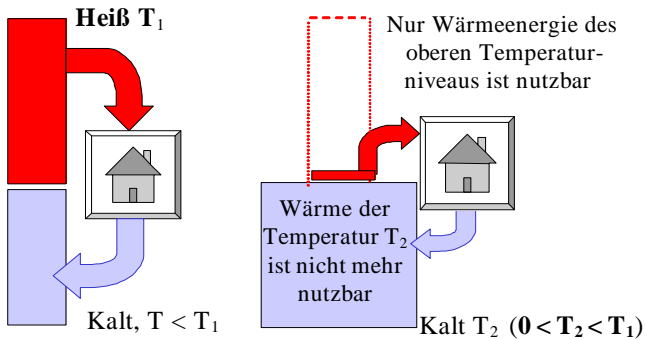 Heiß T₁
Kalt, T < T₁
Nur Wärmeenergie des
oberen Temperatur-
niveaus ist nutzbar
Wärme der
Temperatur T₂
ist nicht mehr
nutzbar
Kalt T₂ (0 < T₂ < T₁)